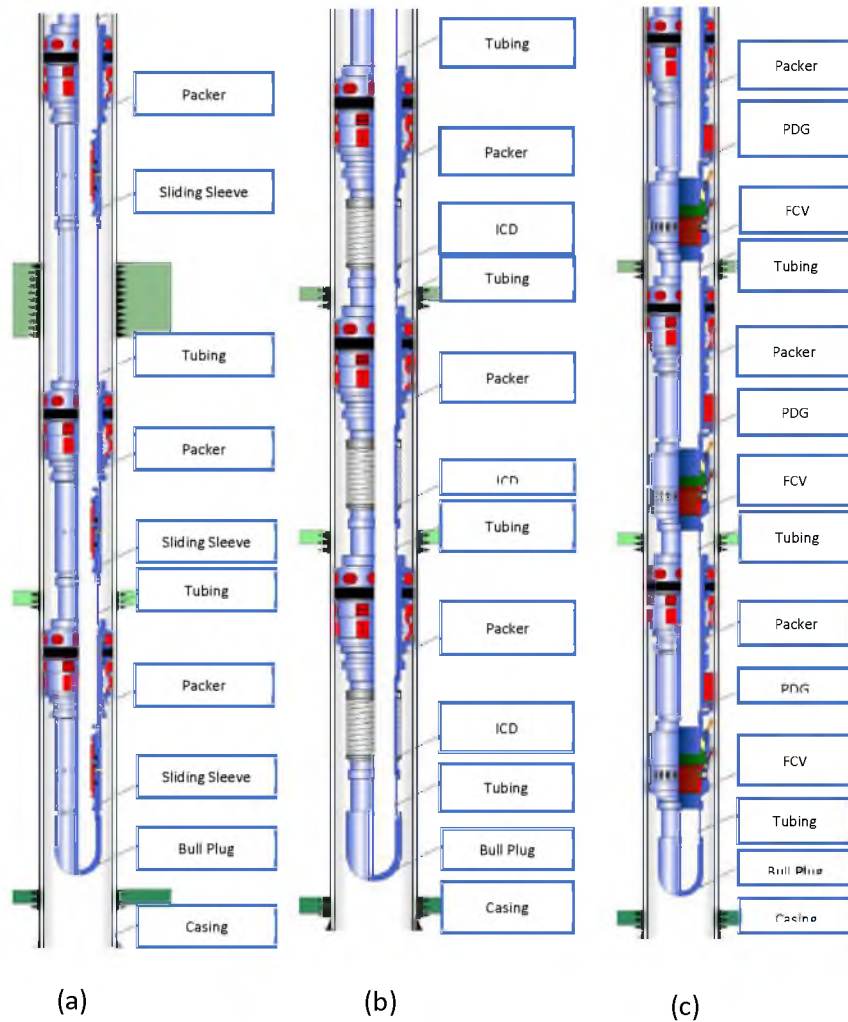 Packer
Sliding Sleeve
Tubing
Packer
Sliding Sleeve
Tubing
Packer
Sliding Sleeve
Bull Plug
Casing
(a)
Tubing
Packer
ICD
Tubing
Packer
ICD
Tubing
Packer
ICD
Tubing
Bull Plug
Casing
(b)
Packer
PDG
FCV
Tubing
Packer
PDG
FCV
Tubing
Packer
PDG
FCV
Tubing
Bull Plug
Casing
(c)